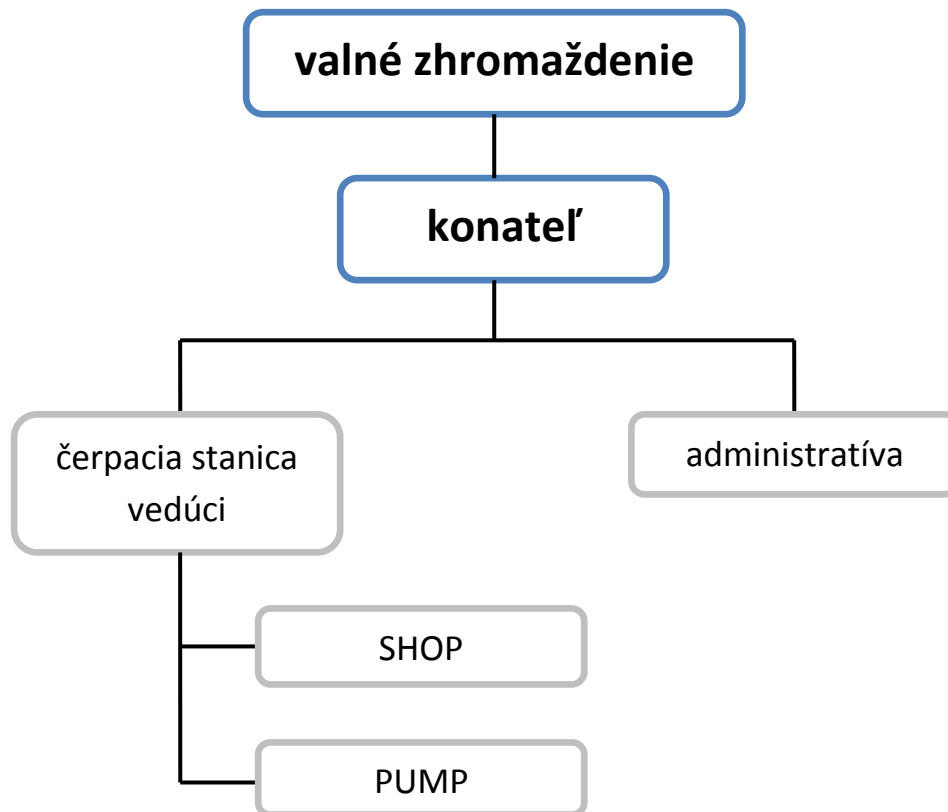 valné zhromaždenie
konateľ
čerpacia stanica
vedúci
administratíva
SHOP
PUMP